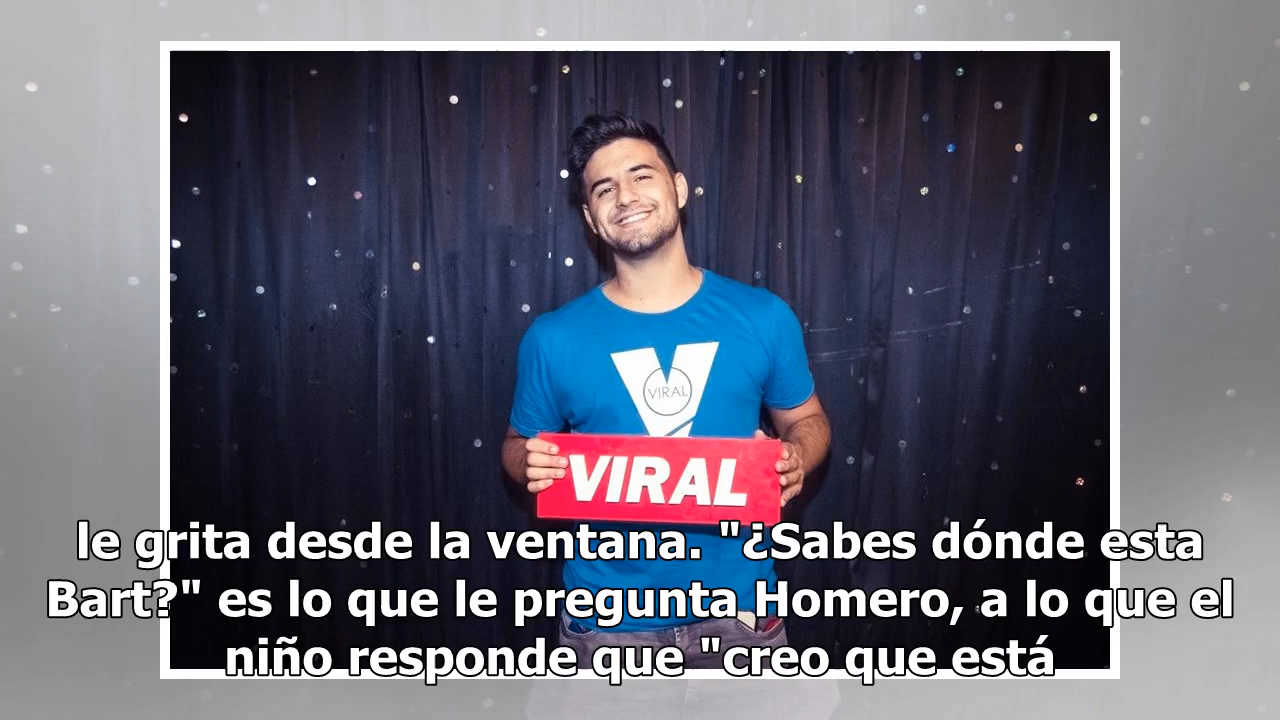 VIRAL
VIRAL
le grita desde la ventana. "¿Sabes dónde esta
Bart?" es lo que le pregunta Homero, a lo que el
niño responde que "creo que está